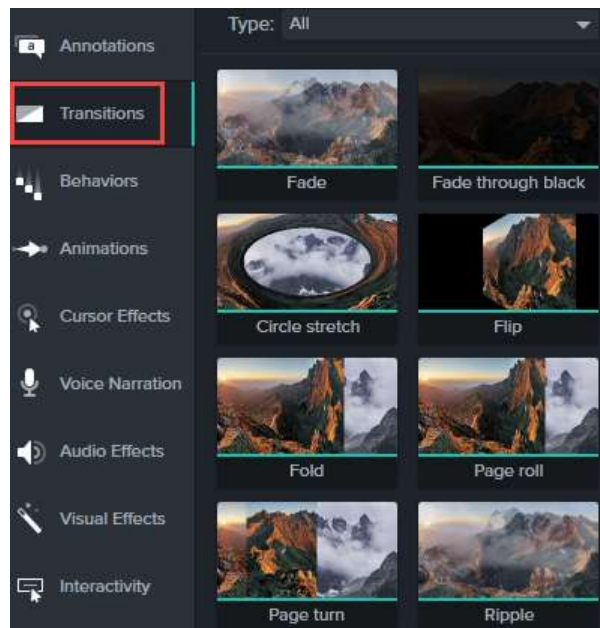 Type: All
a
Annotations
Transitions
Behaviors
Animations
Cursor Effects
Voice Narration
Audio Effects
Visual Effects
Interactivity
Fade
Fade through black
Circle stretch
Flip
Fold
Page roll
Page turn
Ripple